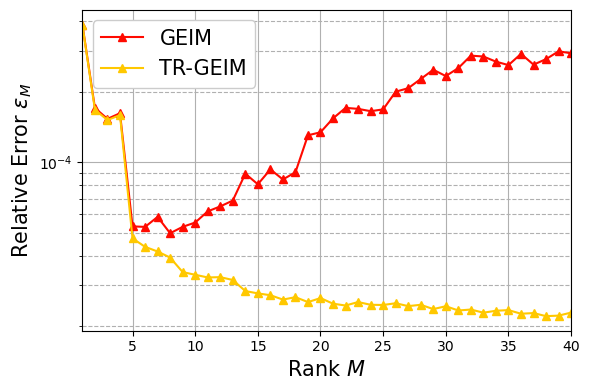 GEIM
TR-GEIM
Relative Error ε_M
10⁻⁴
5 10 15 20 25 30 35 40
Rank M